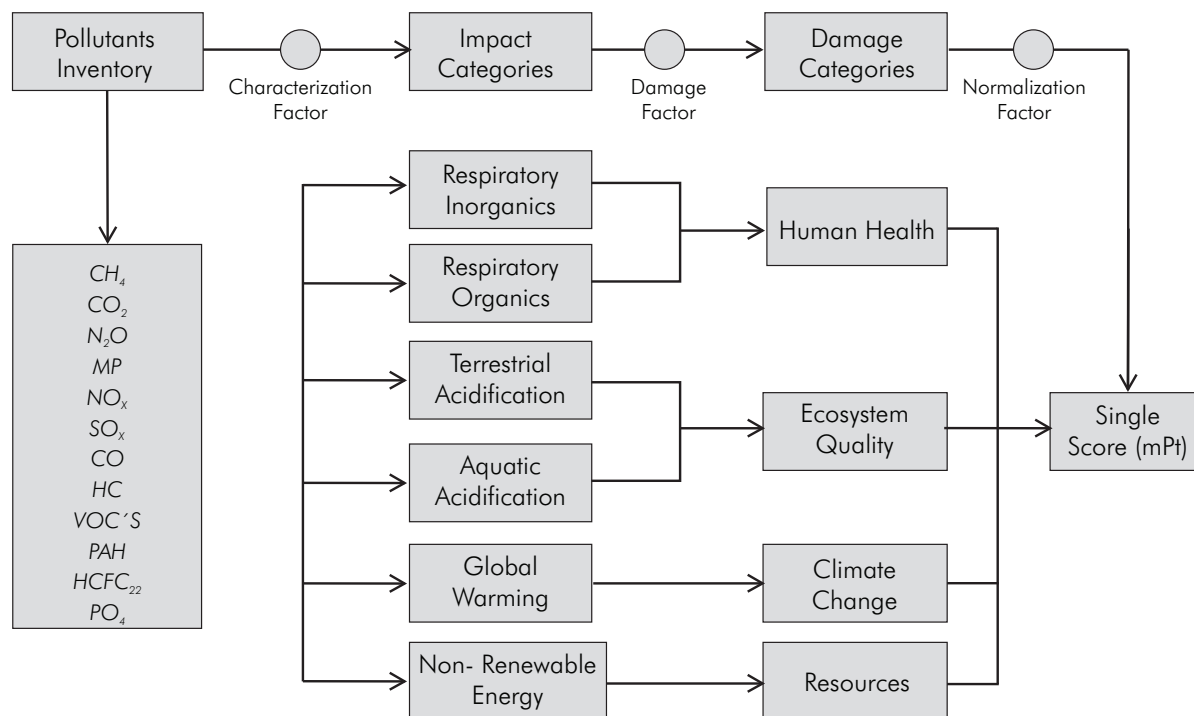 Pollutants
Inventory
Characterization
Factor
Impact
Categories
Damage
Factor
Damage
Categories
Normalization
Factor
CH₄
CO₂
N₂O
MP
NOₓ
SOₓ
CO
HC
VOC´S
PAH
HCFC₂₂
PO₄
Respiratory
Inorganics
Respiratory
Organics
Terrestrial
Acidification
Aquatic
Acidification
Global
Warming
Non- Renewable
Energy
Human Health
Ecosystem
Quality
Climate
Change
Resources
Single
Score (mPt)